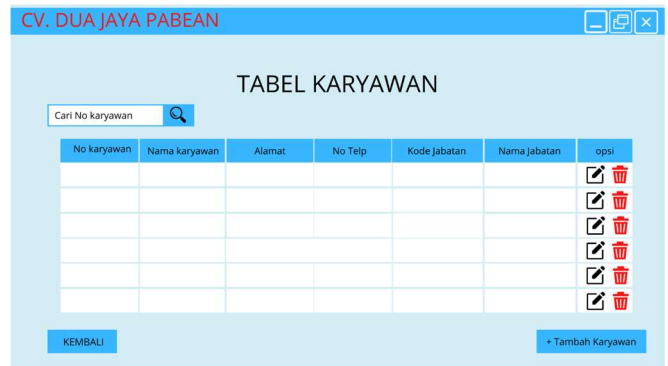 CV. DUA JAYA PABEAN
TABEL KARYAWAN
Cari No karyawan
No karyawan Nama karyawan Alamat No Telp Kode Jabatan Nama Jabatan opsi
KEMBALI
+ Tambah Karyawan